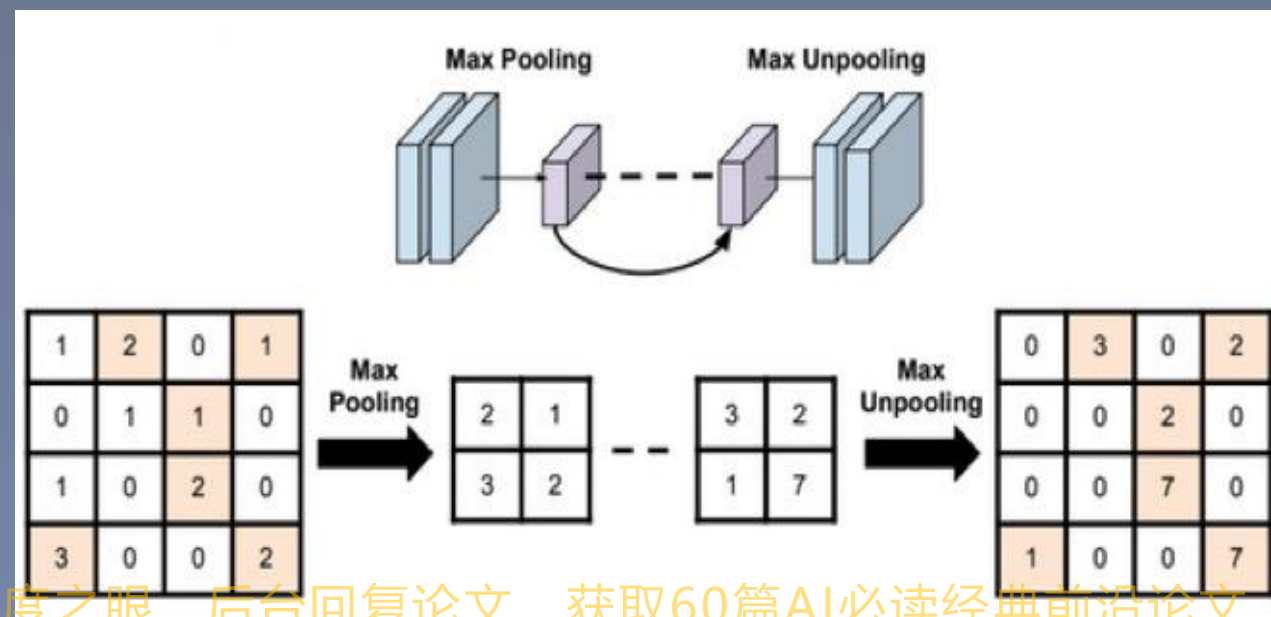 Max Pooling Max Unpooling
1 2 0 1
0 1 1 0
1 0 2 0
3 0 0 2
Max
Pooling
2 1
3 2
3 2
1 7
Max
Unpooling
0 3 0 2
0 0 2 0
0 0 7 0
1 0 0 7
度之眼 后台回复论文 获取60篇AI必读经典前沿论文